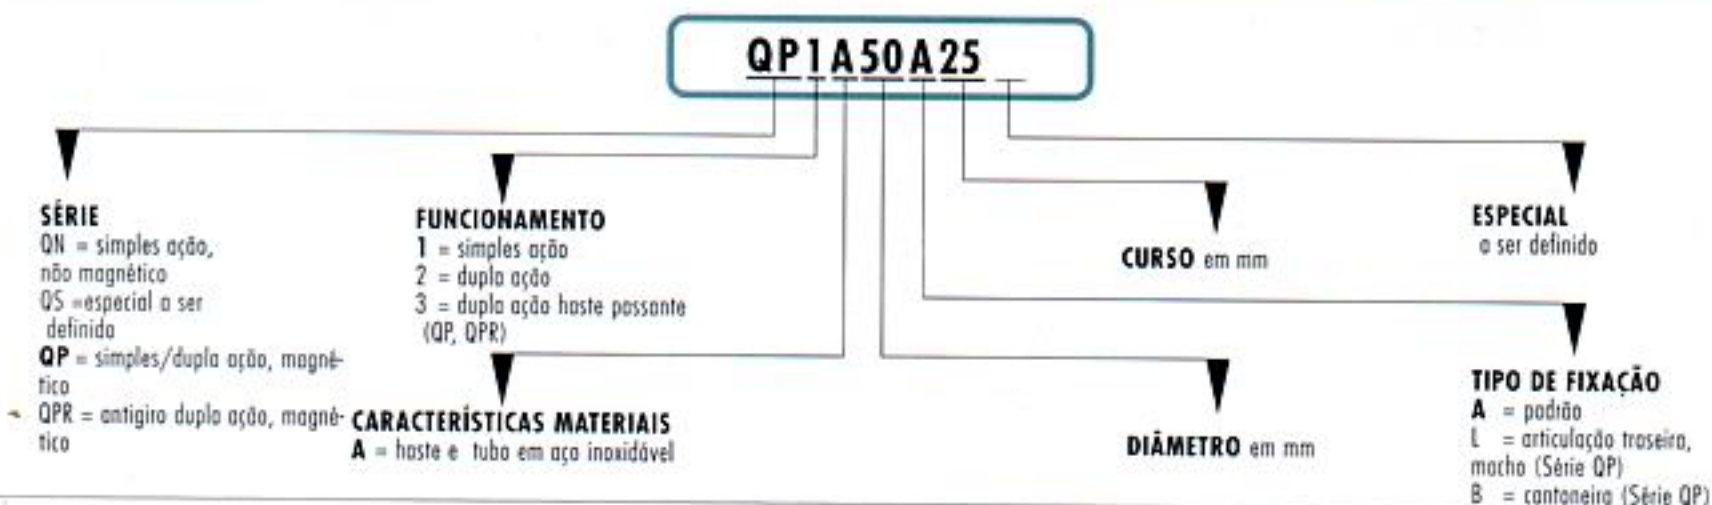 QP1A50A25 _
SÉRIE
QN = simples ação,
não magnético
QS =especial a ser
definida
QP = simples/dupla ação, magné-
tico
QPR = antigiro dupla ação, magné-
tico
FUNCIONAMENTO
1 = simples ação
2 = dupla ação
3 = dupla ação haste passante
(QP, QPR)
CARACTERÍSTICAS MATERIAIS
A = haste e tubo em aço inoxidável
CURSO em mm
DIÂMETRO em mm
ESPECIAL
a ser definido
TIPO DE FIXAÇÃO
A = padrão
L = articulação traseira,
macho (Série QP)
B = cantoneira (Série QP)